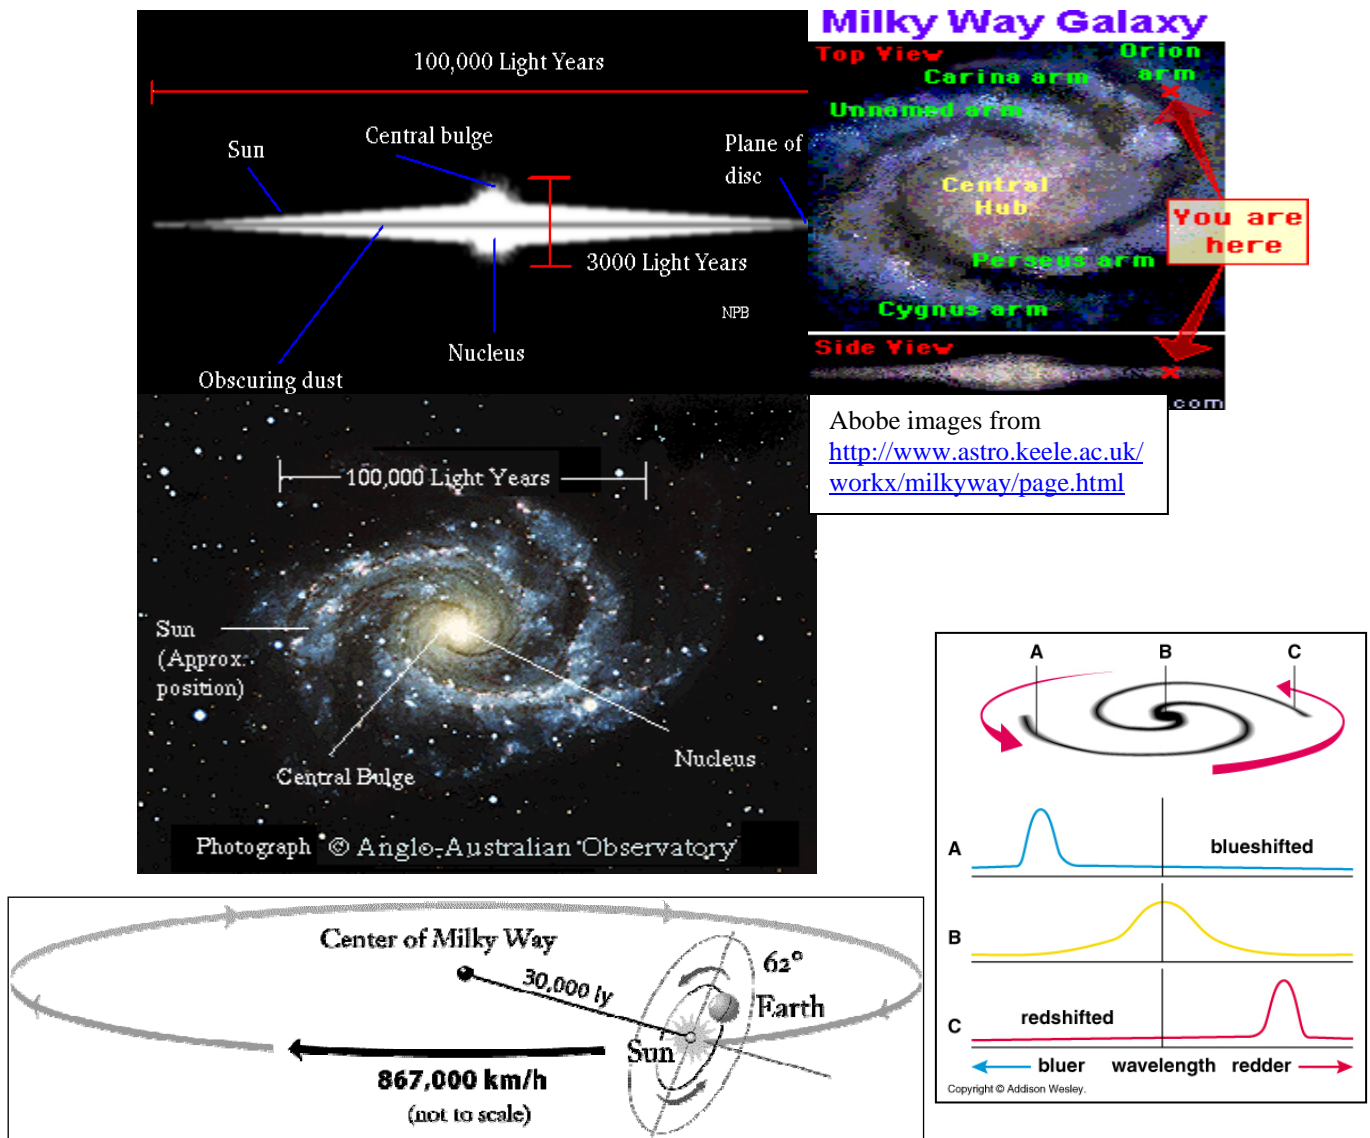 100,000 Light Years
Central bulge
Sun
Plane of
disc
3000 Light Years
NPB
Nucleus
Obscuring dust
Milky Way Galaxy
Top View
Orion
arm
Carina arm
Unnamed arm
Central
Hub
You are
here
Perseus arm
Cygnus arm
Side View
com
Abobe images from
http://www.astro.keele.ac.uk/
workx/milkyway/page.html
100,000 Light Years
Sun
(Approx.
position)
Nucleus
Central Bulge
Photograph © Anglo-Australian Observatory
A B C
A
blueshifted
B
C
redshifted
bluer wavelength redder
Copyright © Addison Wesley.
Center of Milky Way
62°
30,000 ly
Earth
Sun
867,000 km/h
(not to scale)